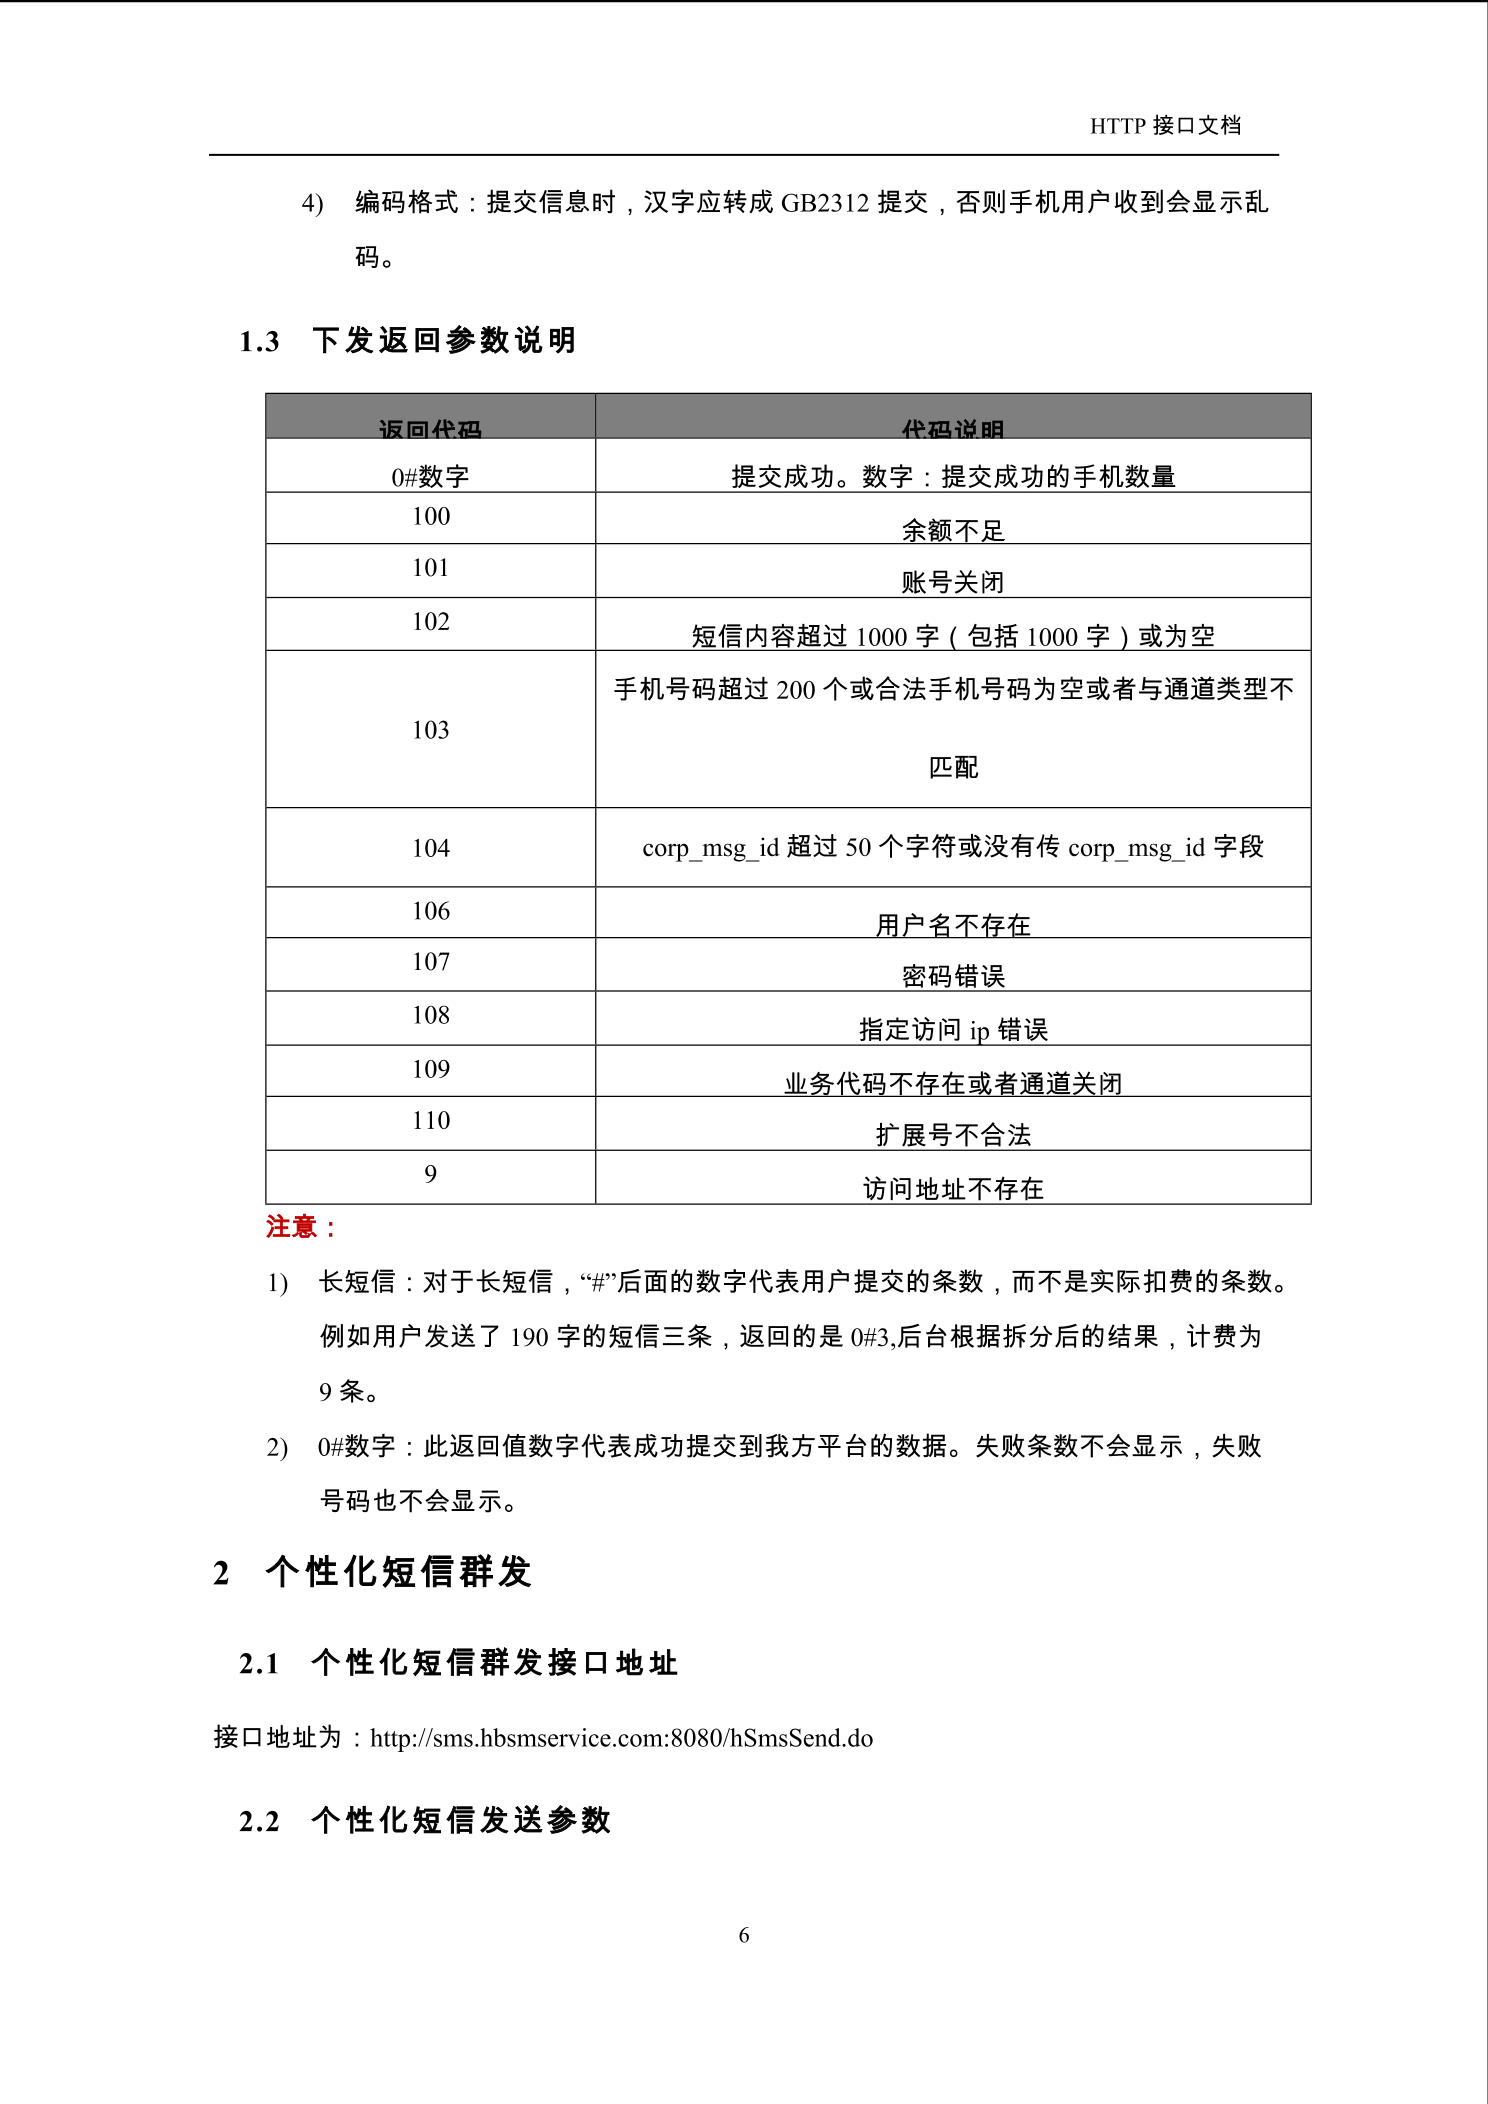 HTTP 接口文档
4) 编码格式：提交信息时，汉字应转成 GB2312 提交，否则手机用户收到会显示乱
码。
1.3 下发返回参数说明
返回代码 代码说明
0#数字 提交成功。数字：提交成功的手机数量
100 余额不足
101 账号关闭
102 短信内容超过 1000 字（包括 1000 字）或为空
103 手机号码超过 200 个或合法手机号码为空或者与通道类型不
匹配
104 corp_msg_id 超过 50 个字符或没有传 corp_msg_id 字段
106 用户名不存在
107 密码错误
108 指定访问 ip 错误
109 业务代码不存在或者通道关闭
110 扩展号不合法
9 访问地址不存在
注意：
1) 长短信：对于长短信，“#”后面的数字代表用户提交的条数，而不是实际扣费的条数。
例如用户发送了 190 字的短信三条，返回的是 0#3,后台根据拆分后的结果，计费为
9 条。
2) 0#数字：此返回值数字代表成功提交到我方平台的数据。失败条数不会显示，失败
号码也不会显示。
2 个性化短信群发
2.1 个性化短信群发接口地址
接口地址为：http://sms.hbsmservice.com:8080/hSmsSend.do
2.2 个性化短信发送参数
6